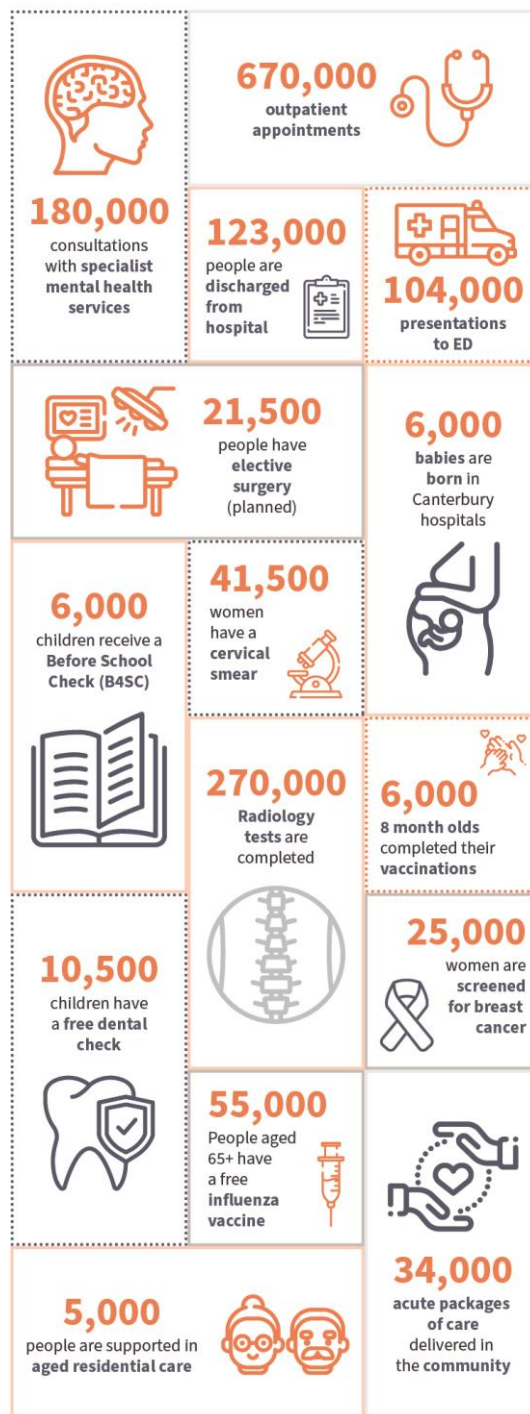 180,000
consultations
with specialist
mental health
services
670,000
outpatient
appointments
123,000
people are
discharged
from
hospital
104,000
presentations
to ED
21,500
people have
elective
surgery
(planned)
6,000
babies are
born in
Canterbury
hospitals
6,000
children receive a
Before School
Check (B4SC)
41,500
women
have a
cervical
smear
270,000
Radiology
tests are
completed
6,000
8 month olds
completed their
vaccinations
10,500
children have
a free dental
check
25,000
women are
screened
for breast
cancer
55,000
People aged
65+ have
a free
influenza
vaccine
34,000
acute packages
of care
delivered in
the community
5,000
people are supported in
aged residential care